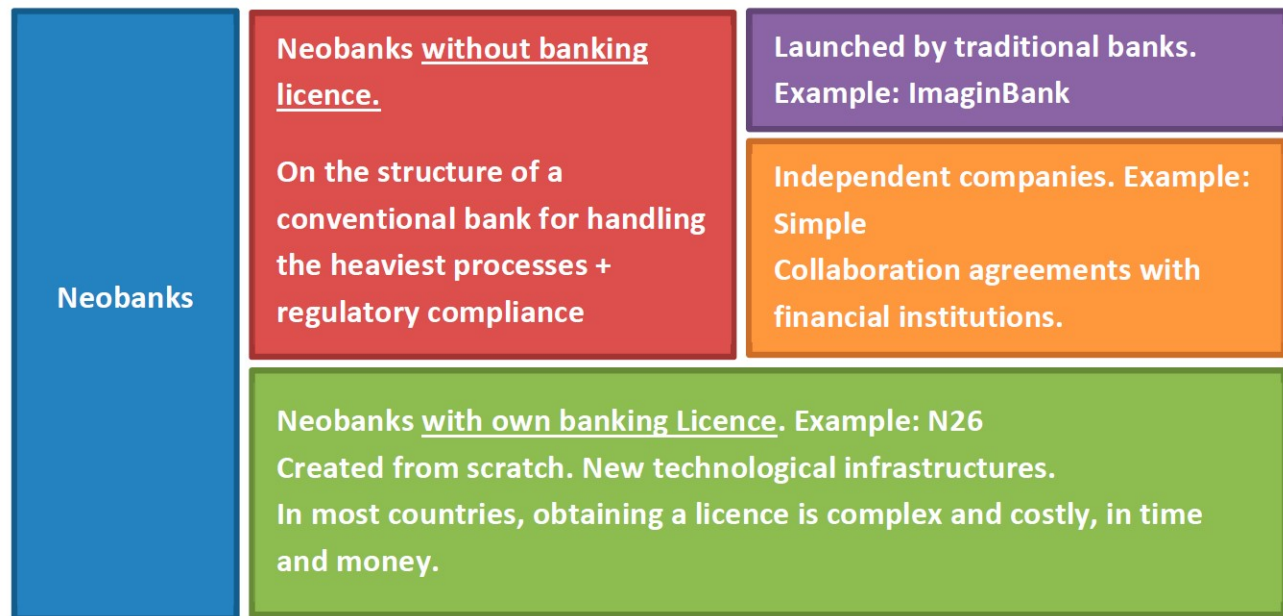 Neobanks
Neobanks without banking
licence.
On the structure of a
conventional bank for handling
the heaviest processes +
regulatory compliance
Launched by traditional banks.
Example: ImaginBank
Independent companies. Example:
Simple
Collaboration agreements with
financial institutions.
Neobanks with own banking Licence. Example: N26
Created from scratch. New technological infrastructures.
In most countries, obtaining a licence is complex and costly, in time
and money.